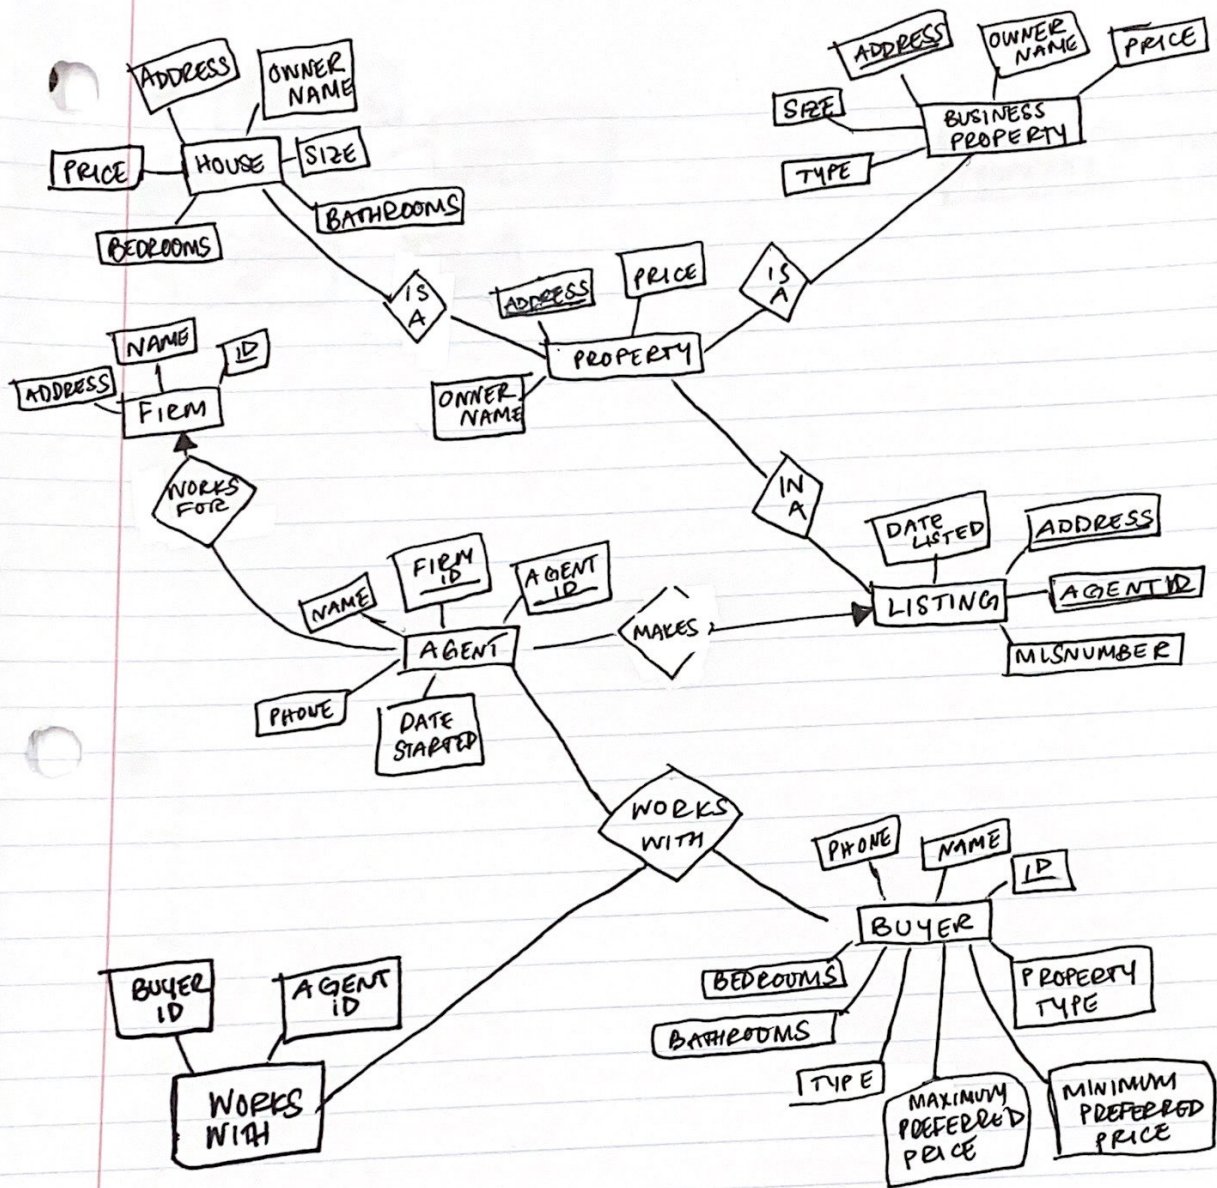 ADDRESS
OWNER
NAME
PRICE
HOUSE
SIZE
BEDROOMS
BATHROOMS
ADDRESS
OWNER
NAME
PRICE
SIZE
BUSINESS
PROPERTY
TYPE
IS
A
IS
A
ADDRESS
PRICE
PROPERTY
OWNER
NAME
NAME
ID
ADDRESS
FIRM
WORKS
FOR
IN
A
DATE
LISTED
ADDRESS
LISTING
AGENT ID
MLSNUMBER
NAME
FIRM
ID
AGENT
ID
AGENT
MAKES
PHONE
DATE
STARTED
WORKS
WITH
PHONE
NAME
ID
BUYER
BEDROOMS
BATHROOMS
TYPE
MAXIMUM
PREFERRED
PRICE
MINIMUM
PREFERRED
PRICE
PROPERTY
TYPE
BUYER
ID
AGENT
ID
WORKS
WITH